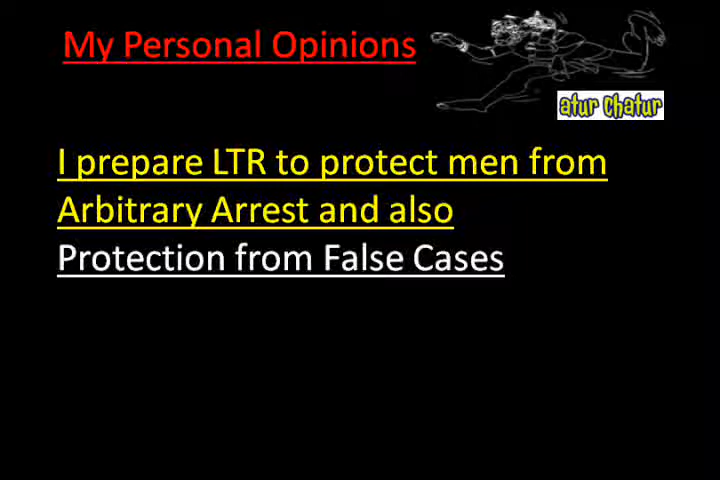 My Personal Opinions
atur chatur
I prepare LTR to protect men from
Arbitrary Arrest and also
Protection from False Cases